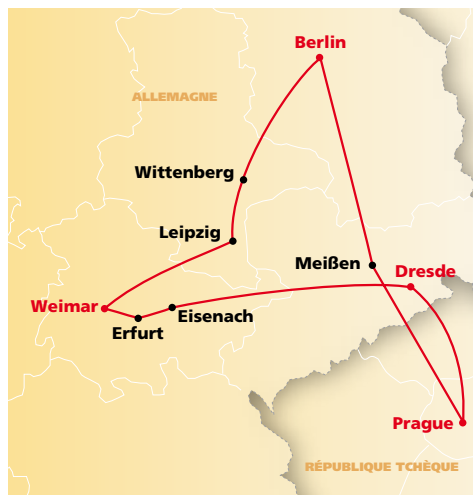 Berlin
ALLEMAGNE
Wittenberg
Leipzig
Meißen
Dresde
Weimar
Eisenach
Erfurt
Prague
RÉPUBLIQUE TCHÈQUE